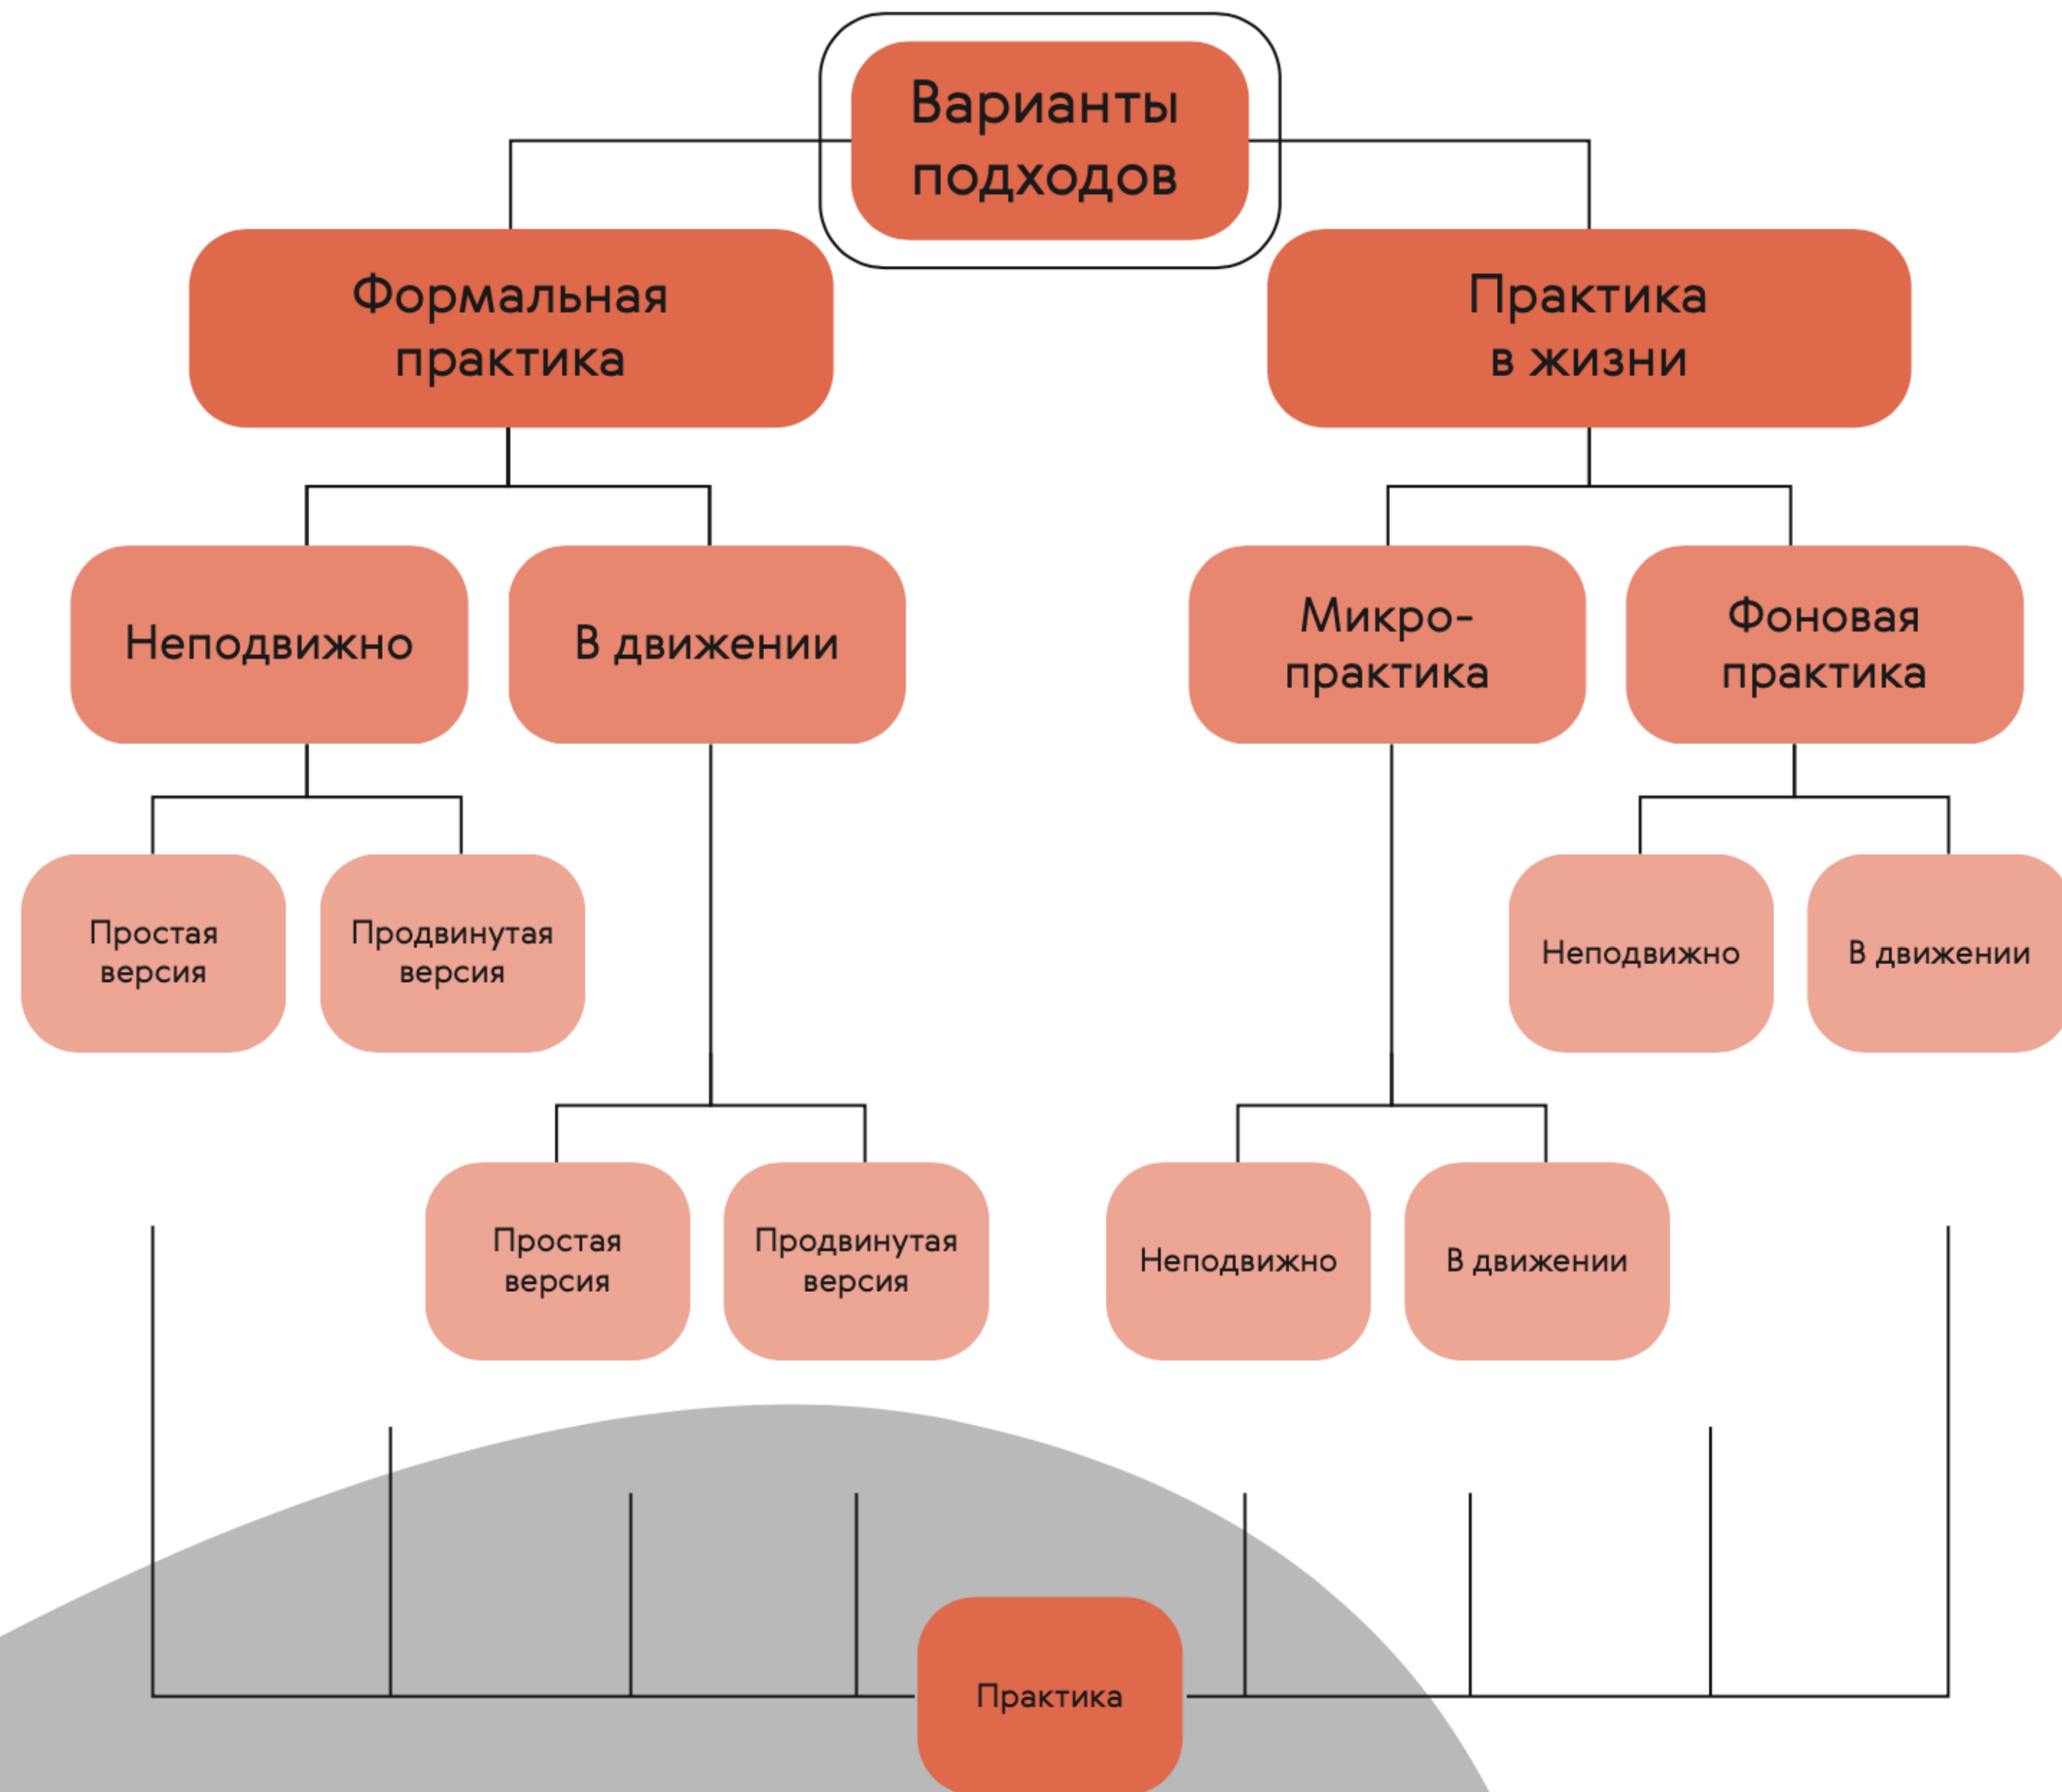 Варианты
подходов
Формальная
практика
Практика
в жизни
Неподвижно
В движении
Микро-
практика
Фоновая
практика
Простая
версия
Продвинутая
версия
Неподвижно
В движении
Простая
версия
Продвинутая
версия
Неподвижно
В движении
Практика